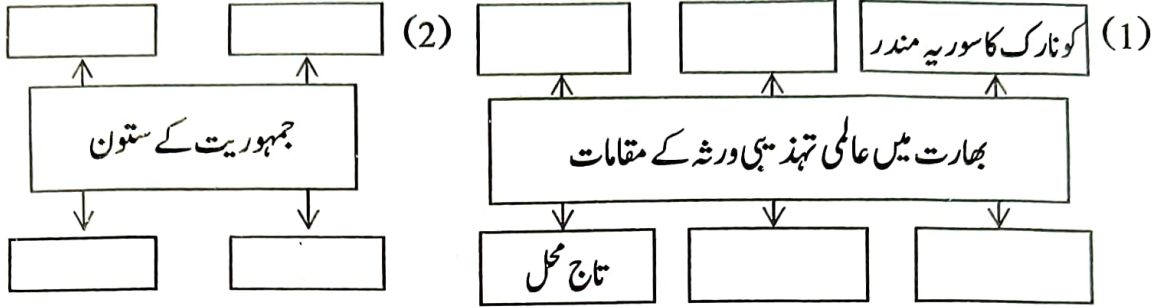 (1)
کونارک کا سوریہ مندر
بھارت میں عالمی تہذیبی ورثہ کے مقامات
تاج محل
(2)
جمہوریت کے ستون